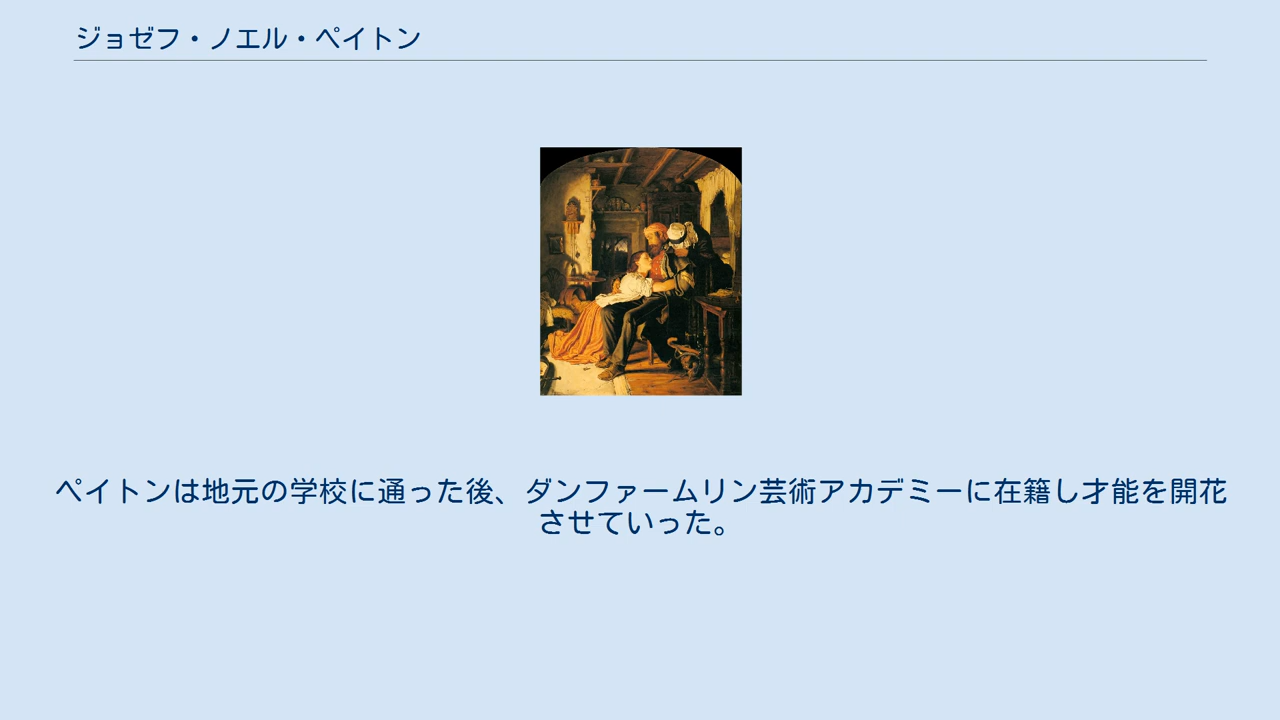 ジョゼフ・ノエル・ペイトン
ペイトンは地元の学校に通った後、ダンファームリン芸術アカデミーに在籍し才能を開花
させていった。